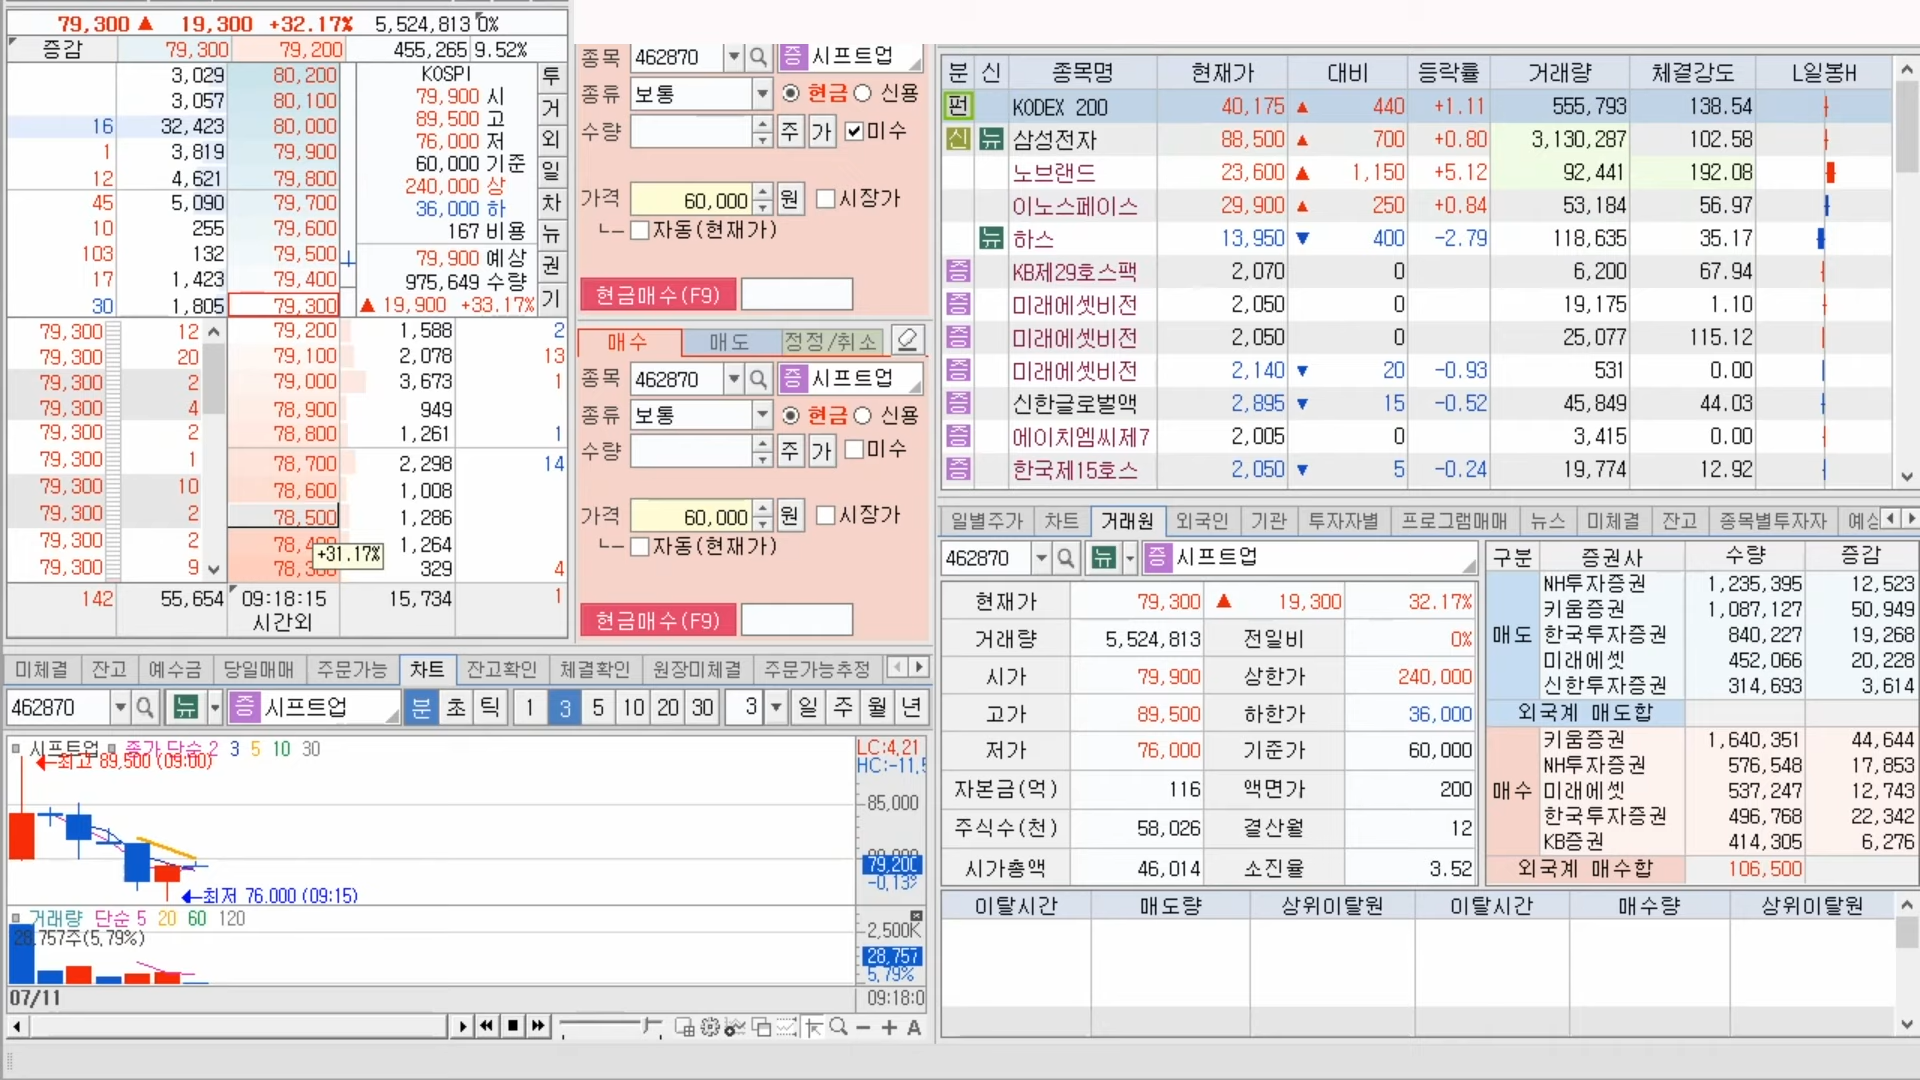 79,300 ▲ 19,300 +32.17% 5,524,813 0%
증감 79,300 79,200 455,265 9.52%
3,029 80,200 KOSPI 투
3,057 80,100 79,900 시 거
16 32,423 80,000 89,500 고
1 3,819 79,900 76,000 저 외
12 4,621 79,800 60,000 기준 일
45 5,090 79,700 240,000 상 차
10 255 79,600 36,000 하 뉴
103 132 79,500 167 비용 권
17 1,423 79,400 79,900 예상 기
30 1,805 79,300 975,649 수량
▲ 19,900 +33.17%
79,300 12 79,200 1,588 2
79,300 20 79,100 2,078 13
79,300 2 79,000 3,673 1
79,300 4 78,900 949
79,300 2 78,800 1,261 1
79,300 1 78,700 2,298 14
79,300 10 78,600 1,008
79,300 2 78,500 1,286
79,300 2 78,4 +31.17% 1,264
79,300 9 329 4
142 55,654 09:18:15 15,734 1
시간외
종목 462870 증 시프트업
종류 보통 현금 신용
수량 주 가 미수
가격 60,000 원 시장가
자동(현재가)
현금매수(F9)
매수 매도 정정/취소
종목 462870 증 시프트업
종류 보통 현금 신용
수량 주 가 미수
가격 60,000 원 시장가
자동(현재가)
현금매수(F9)
분 신 종목명 현재가 대비 등락률 거래량 체결강도 L일봉H
펀 KODEX 200 40,175 ▲ 440 +1.11 555,793 138.54
신 뉴 삼성전자 88,500 ▲ 700 +0.80 3,130,287 102.58
노브랜드 23,600 ▲ 1,150 +5.12 92,441 192.08
이노스페이스 29,900 ▲ 250 +0.84 53,184 56.97
뉴 하스 13,950 ▼ 400 -2.79 118,635 35.17
증 KB제29호스팩 2,070 0 6,200 67.94
증 미래에셋비전 2,050 0 19,175 1.10
증 미래에셋비전 2,050 0 25,077 115.12
증 미래에셋비전 2,140 ▼ 20 -0.93 531 0.00
증 신한글로벌액 2,895 ▼ 15 -0.52 45,849 44.03
증 에이치엠씨제7 2,005 0 3,415 0.00
증 한국제15호스 2,050 ▼ 5 -0.24 19,774 12.92
일별주가 차트 거래원 외국인 기관 투자자별 프로그램매매 뉴스 미체결 잔고 종목별투자자 예상
462870 뉴 증 시프트업
현재가 79,300 ▲ 19,300 32.17%
거래량 5,524,813 전일비 0%
시가 79,900 상한가 240,000
고가 89,500 하한가 36,000
저가 76,000 기준가 60,000
자본금(억) 116 액면가 200
주식수(천) 58,026 결산월 12
시가총액 46,014 소진율 3.52
구분 증권사 수량 증감
매도
NH투자증권 1,235,395 12,523
키움증권 1,087,127 50,949
한국투자증권 840,227 19,268
미래에셋 452,066 20,228
신한투자증권 314,693 3,614
외국계 매도합
매수
키움증권 1,640,351 44,644
NH투자증권 576,548 17,853
미래에셋 537,247 12,743
한국투자증권 496,768 22,342
KB증권 414,305 6,276
외국계 매수합 106,500
이탈시간 매도량 상위이탈원 이탈시간 매수량 상위이탈원
미체결 잔고 예수금 당일매매 주문가능 차트 잔고확인 체결확인 원장미체결 주문가능추정
462870 뉴 증 시프트업 분 초 틱 1 3 5 10 20 30 3 일 주 월 년
시프트업 종가 단순 2 3 5 10 30
최고 89,500 (09:00)
LC:4,21
HC:-11,5
85,000
79,200
-0,13%
최저 76,000 (09:15)
거래량 단순 5 20 60 120
28,757주(5,79%)
2,500K
28,757
5,79%
07/11 09:18:0
A